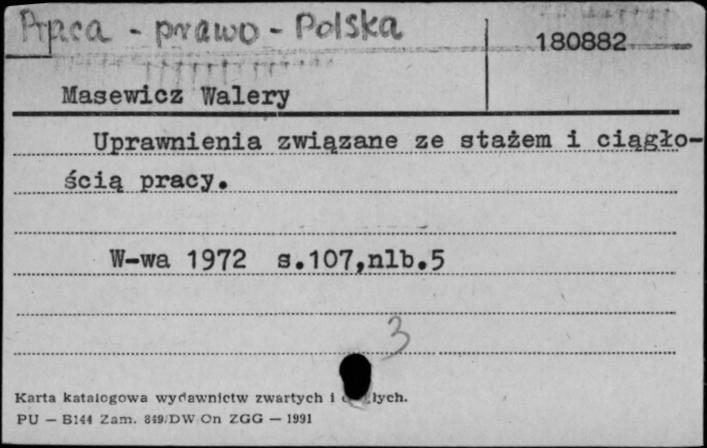 Praca - prawo - Polska
180882
Masewicz Walery
Uprawnienia związane ze stażem i ciągło-
ścią pracy.
W-wa 1972 s.107,nlb.5
3
Karta katalogowa wydawnictw zwartych i
PU — B144 Zam. 849/DW On ZGG — 1991